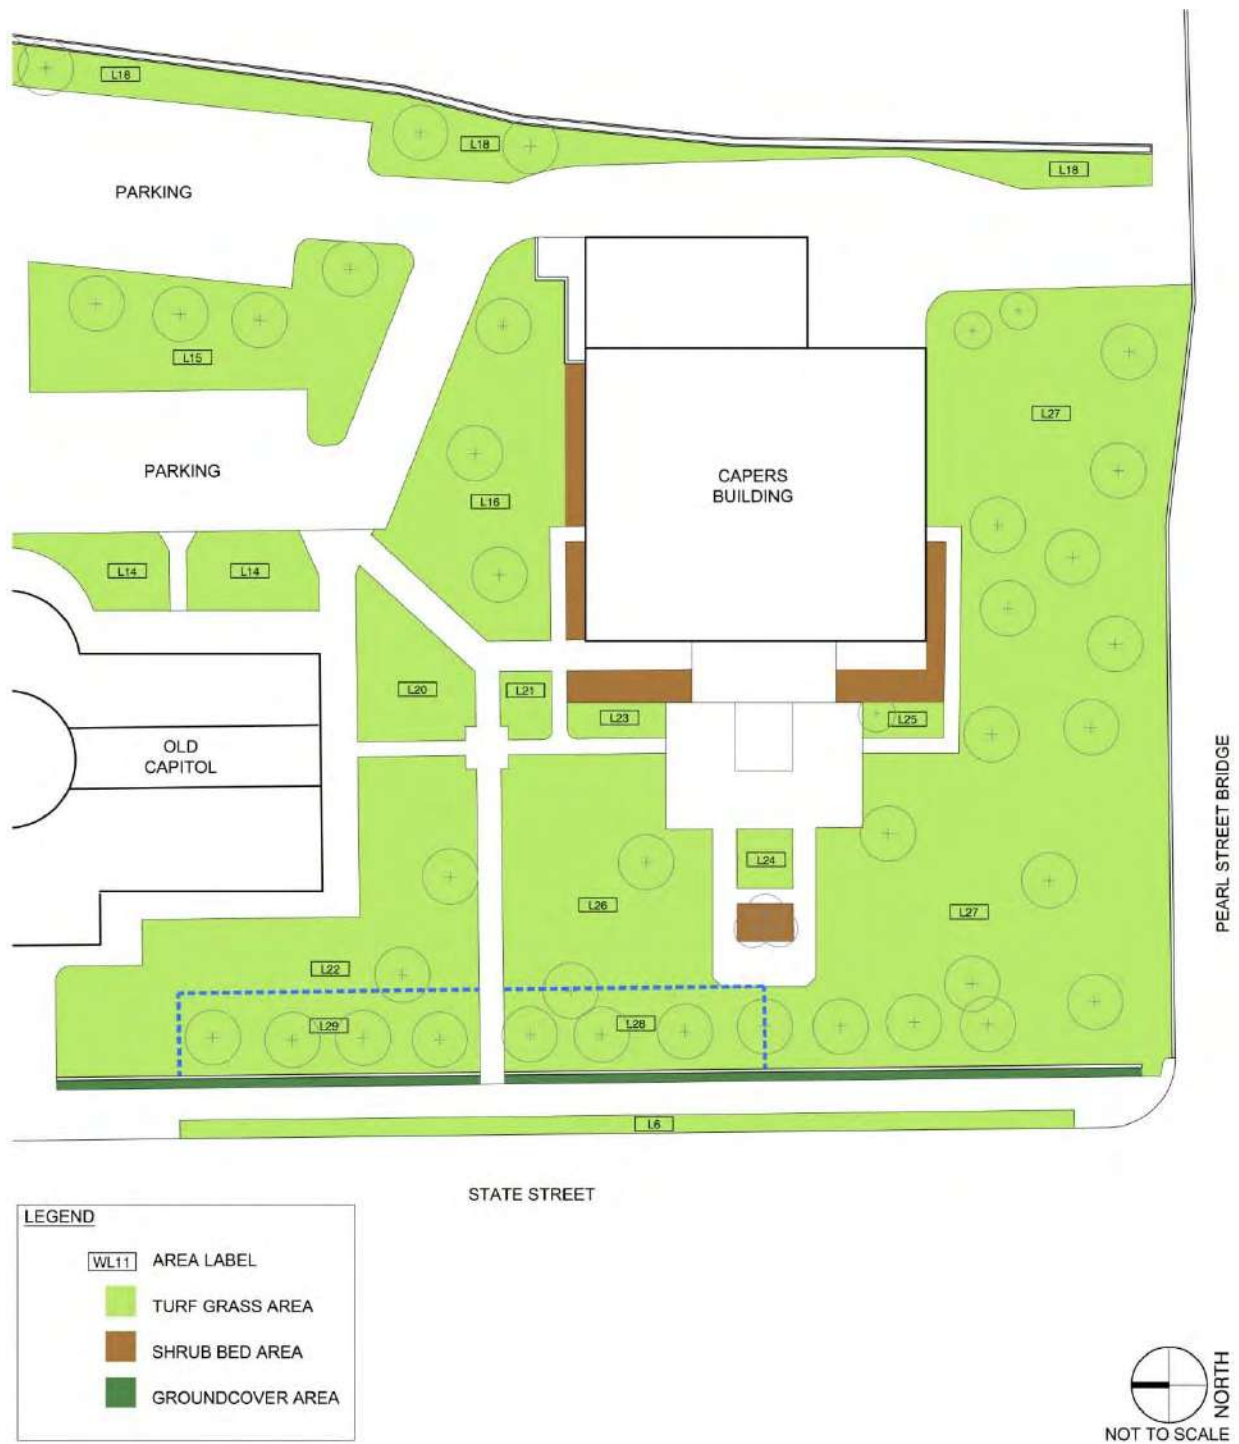 L18
L18
L18
PARKING
L15
L27
PARKING
CAPERS
BUILDING
L16
L14
L14
L20
L21
L23
L25
OLD
CAPITOL
PEARL STREET BRIDGE
L24
L26
L27
L22
L29
L28
L6
STATE STREET
LEGEND
WL11 AREA LABEL
TURF GRASS AREA
SHRUB BED AREA
GROUNDCOVER AREA
NORTH
NOT TO SCALE